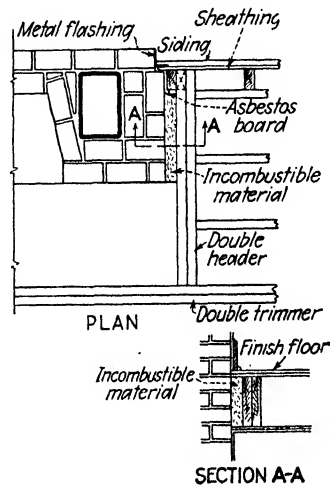 Metal flashing
Sheathing
Siding
Asbestos
board
A
A
Incombustible
material
Double
header
PLAN
Double trimmer
Finish floor
Incombustible
material
SECTION A-A